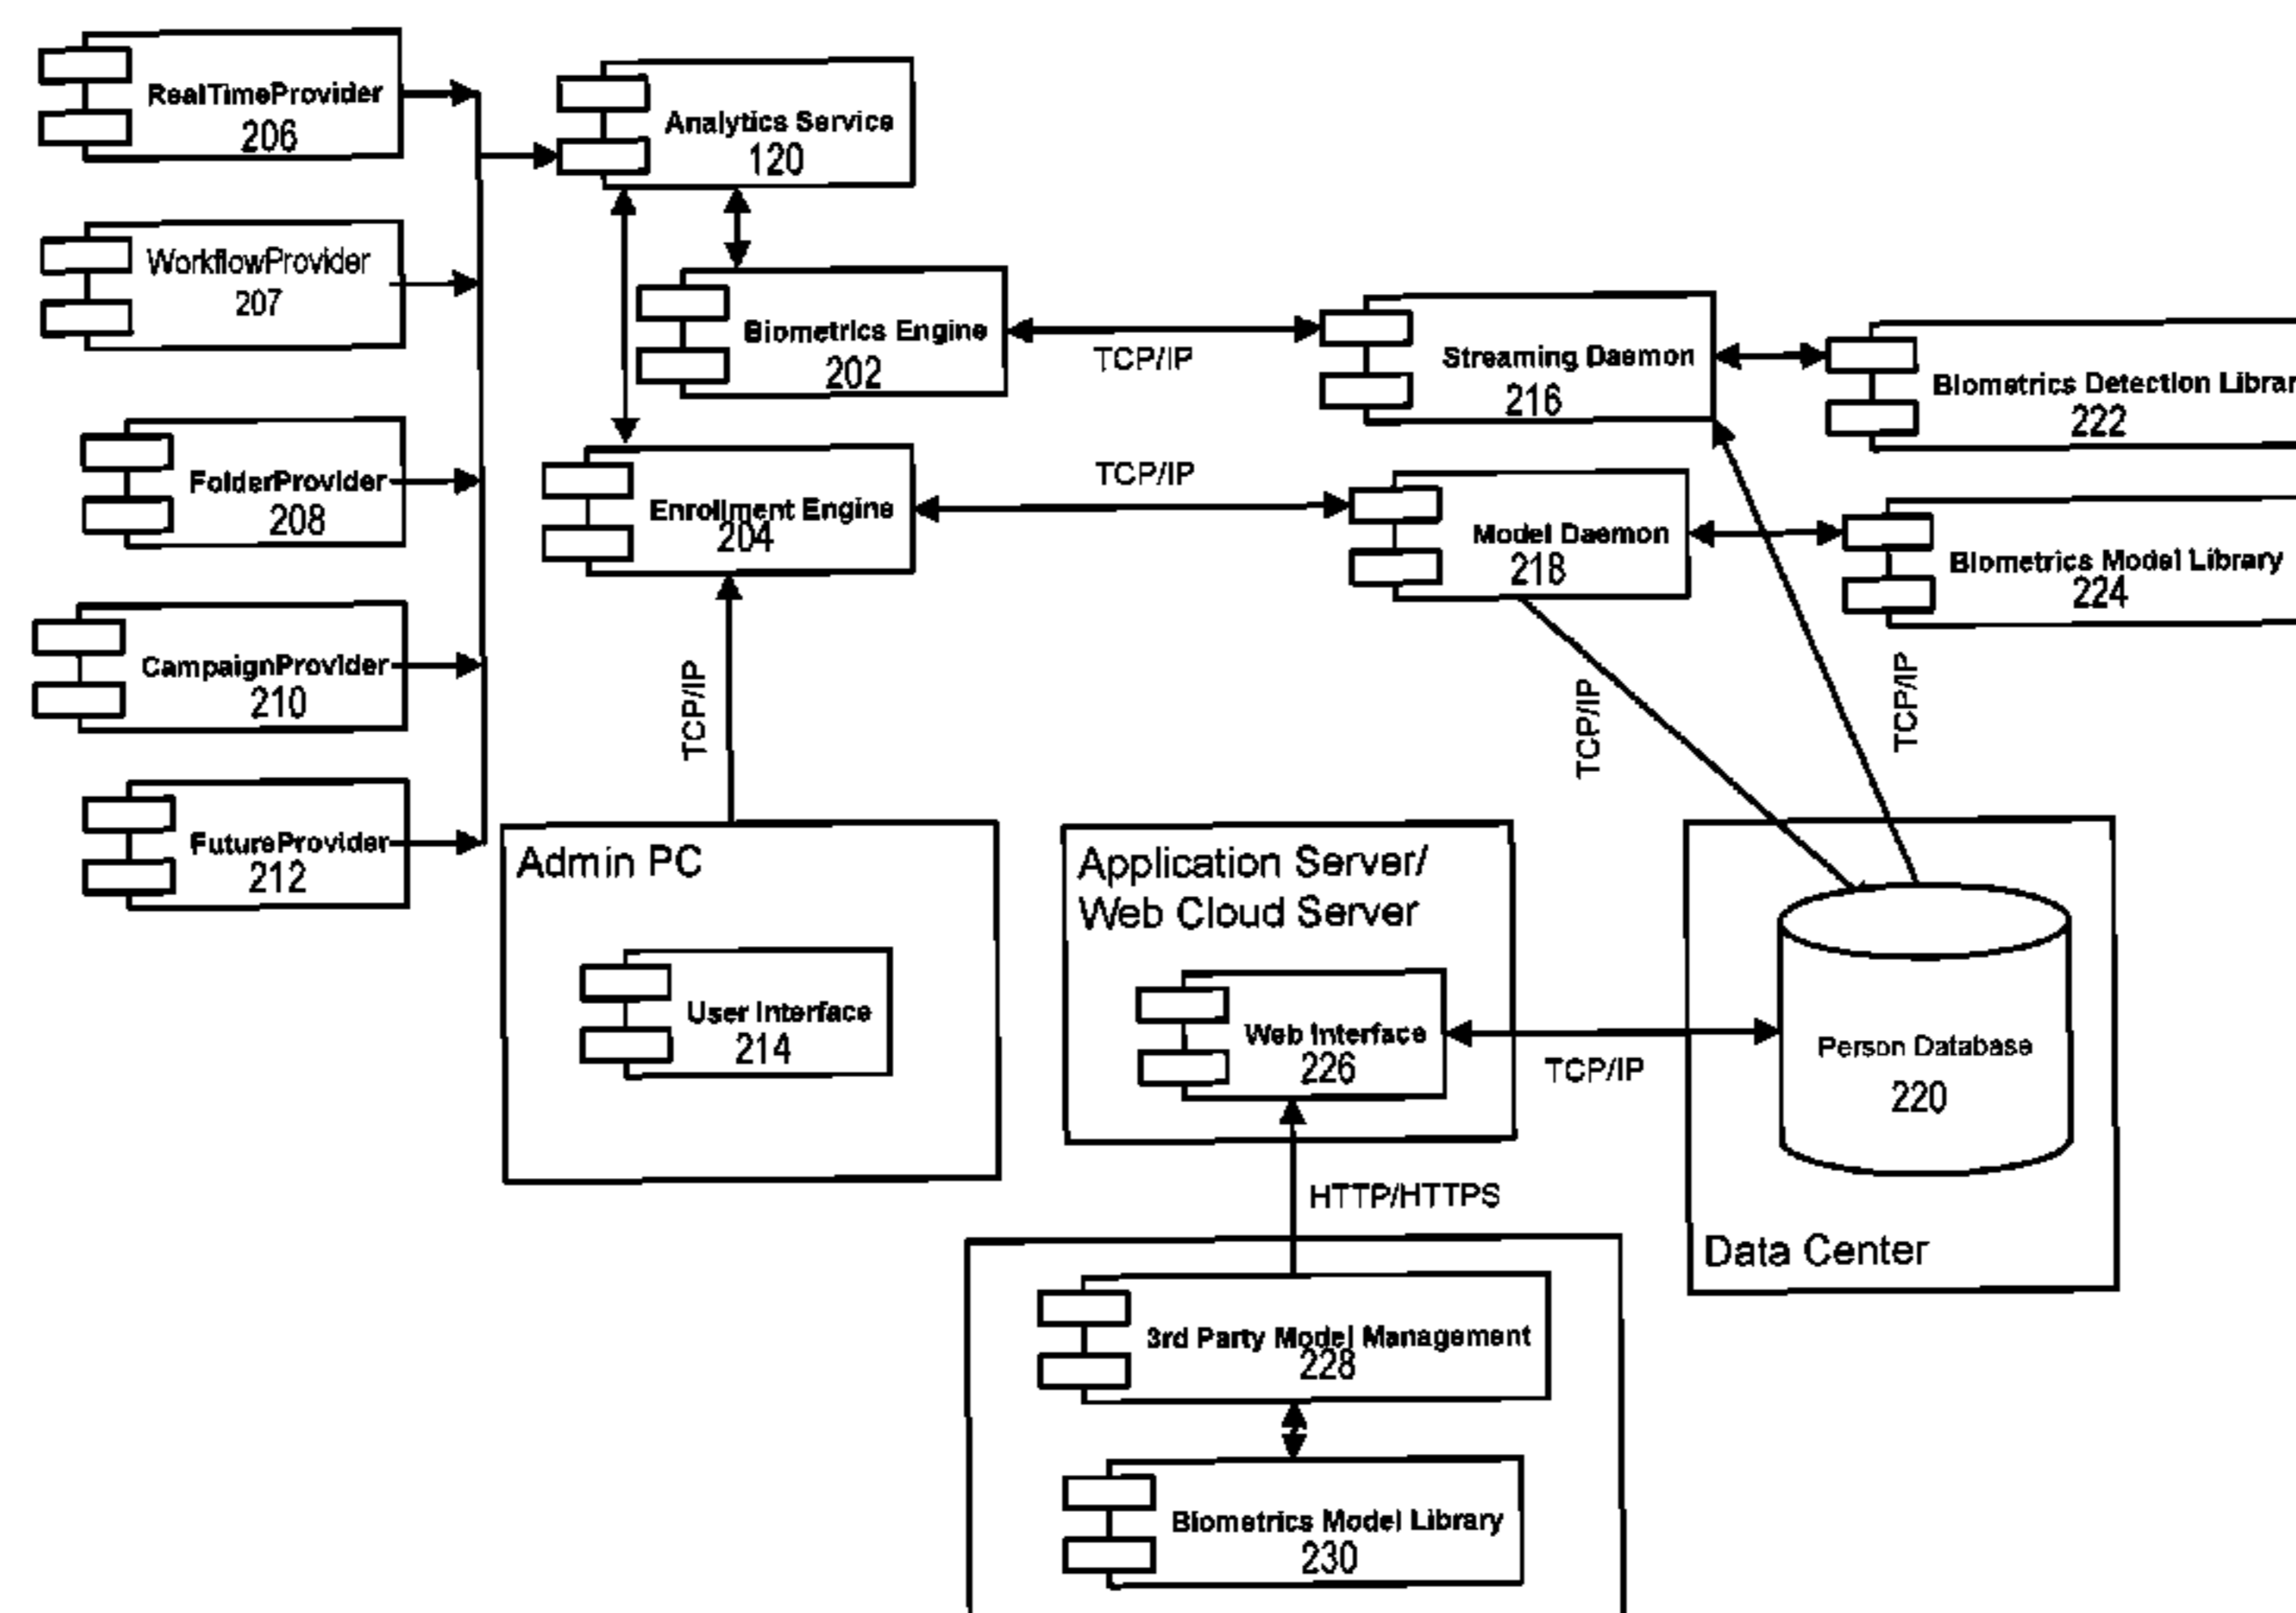 RealTimeProvider
206
Analytics Service
120
WorkflowProvider
207
Biometrics Engine
202
TCP/IP
Streaming Daemon
216
Biometrics Detection Librar
222
FolderProvider
208
Enrollment Engine
204
TCP/IP
Model Daemon
218
Biometrics Model Library
224
CampaignProvider
210
TCP/IP
TCP/IP
TCP/IP
FutureProvider
212
Admin PC
User Interface
214
Application Server/
Web Cloud Server
Web Interface
226
TCP/IP
Person Database
220
Data Center
HTTP/HTTPS
3rd Party Model Management
228
Biometrics Model Library
230